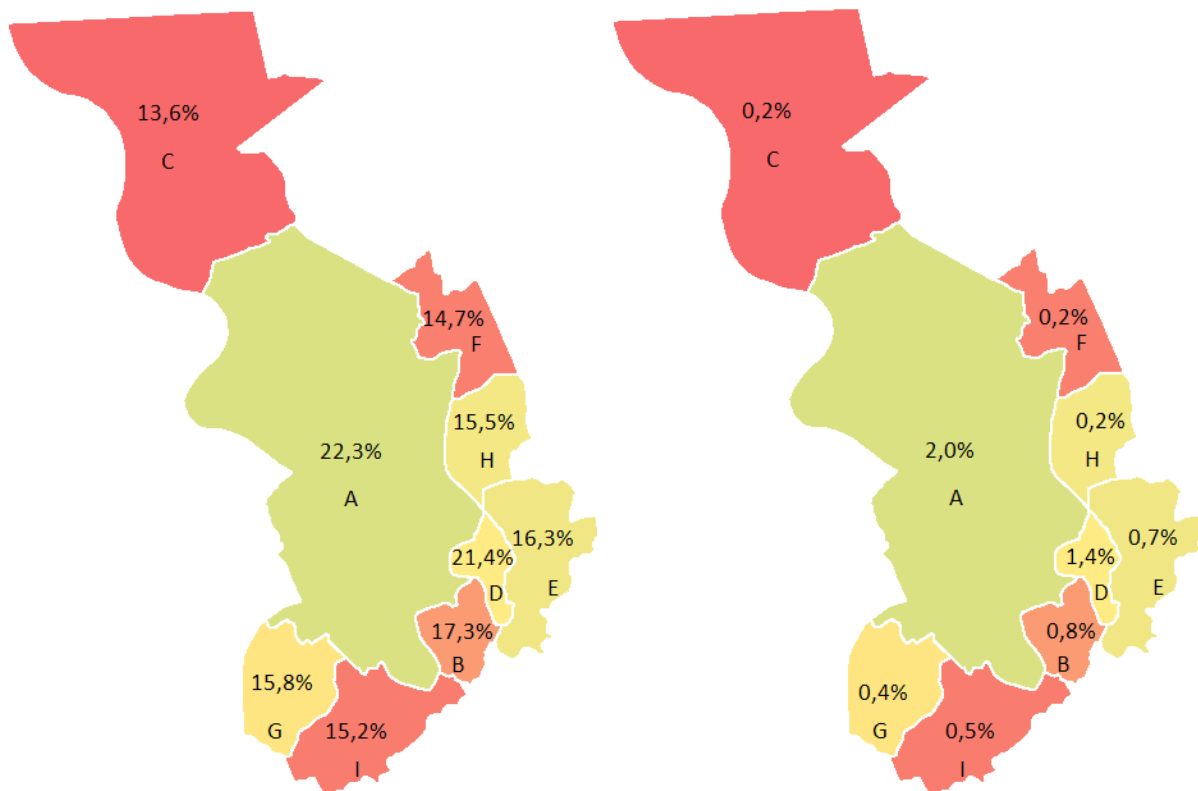 13,6%
C
14,7%
F
15,5%
H
22,3%
A
16,3%
E
21,4%
D
17,3%
B
15,8%
G
15,2%
I
0,2%
C
0,2%
F
0,2%
H
2,0%
A
0,7%
E
1,4%
D
0,8%
B
0,4%
G
0,5%
I